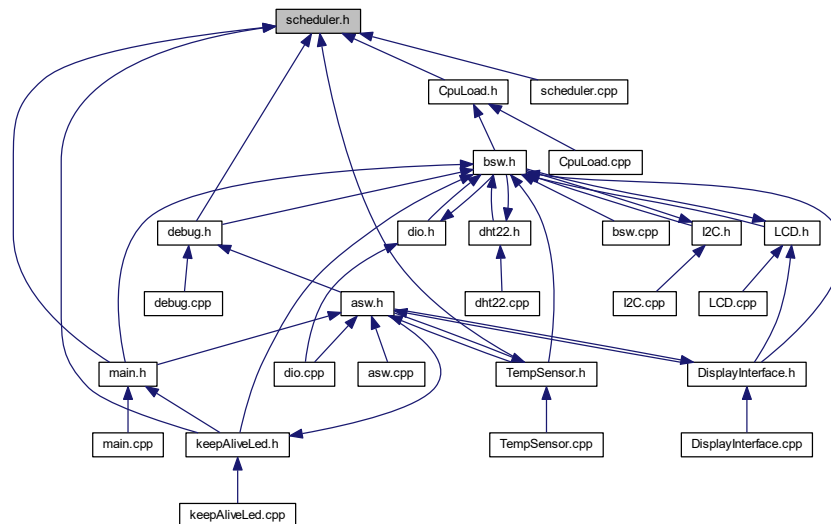 scheduler.h
CpuLoad.h
scheduler.cpp
bsw.h
CpuLoad.cpp
debug.h
dio.h
dht22.h
bsw.cpp
I2C.h
LCD.h
debug.cpp
asw.h
dht22.cpp
I2C.cpp
LCD.cpp
main.h
dio.cpp
asw.cpp
TempSensor.h
DisplayInterface.h
main.cpp
keepAliveLed.h
TempSensor.cpp
DisplayInterface.cpp
keepAliveLed.cpp